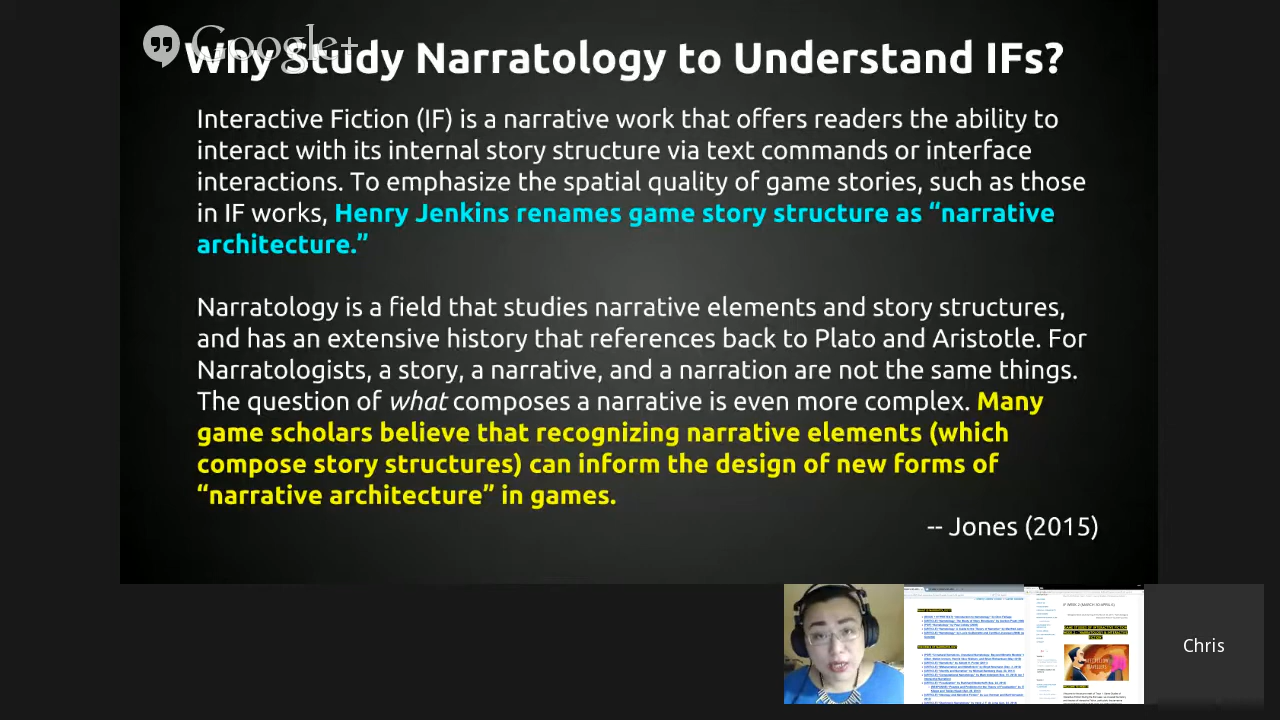 Google+
Why Study Narratology to Understand IFs?
Interactive Fiction (IF) is a narrative work that offers readers the ability to
interact with its internal story structure via text commands or interface
interactions. To emphasize the spatial quality of game stories, such as those
in IF works, Henry Jenkins renames game story structure as “narrative
architecture.”
Narratology is a field that studies narrative elements and story structures,
and has an extensive history that references back to Plato and Aristotle. For
Narratologists, a story, a narrative, and a narration are not the same things.
The question of what composes a narrative is even more complex. Many
game scholars believe that recognizing narrative elements (which
compose story structures) can inform the design of new forms of
“narrative architecture” in games.
-- Jones (2015)
Chris